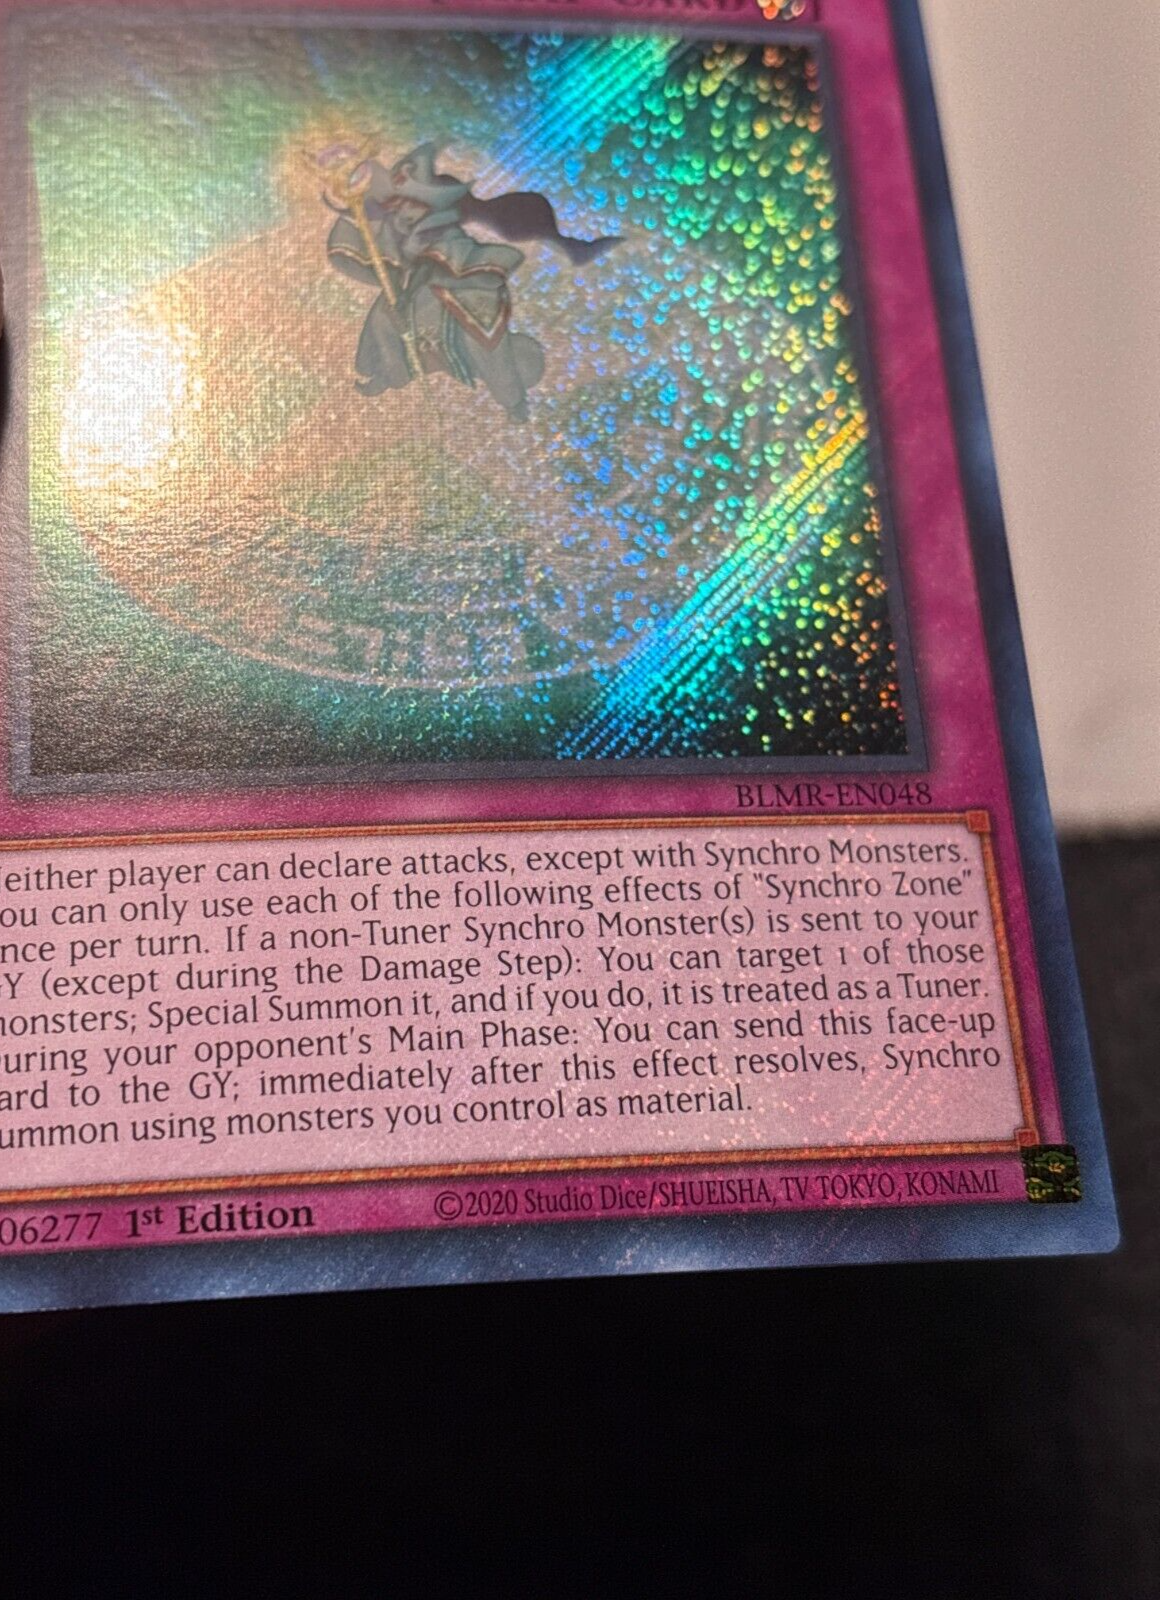 CARD
BLMR-EN048
either player can declare attacks, except with Synchro Monsters.
ou can only use each of the following effects of "Synchro Zone"
nce per turn. If a non-Tuner Synchro Monster(s) is sent to your
Y (except during the Damage Step): You can target 1 of those
onsters; Special Summon it, and if you do, it is treated as a Tuner.
uring your opponent's Main Phase: You can send this face-up
ard to the GY; immediately after this effect resolves, Synchro
ummon using monsters you control as material.
06277 1st Edition ©2020 Studio Dice/SHUEISHA, TV TOKYO, KONAMI